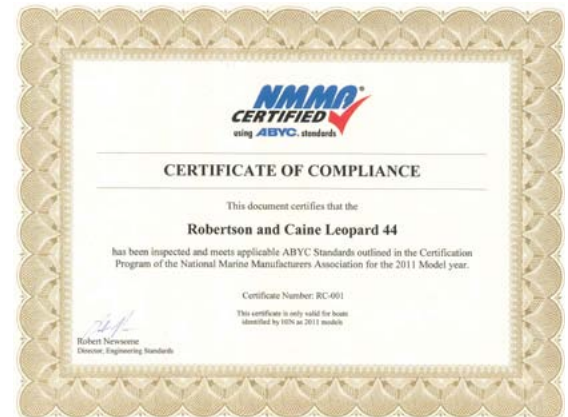 NMMA®
CERTIFIED
using ABYC. standards
CERTIFICATE OF COMPLIANCE
This document certifies that the
Robertson and Caine Leopard 44
has been inspected and meets applicable ABYC Standards outlined in the Certification
Program of the National Marine Manufacturers Association for the 2011 Model year.
Certificate Number: RC-001
This certificate is only valid for boats
identified by HIN as 2011 models
Robert Newsome
Director, Engineering Standards